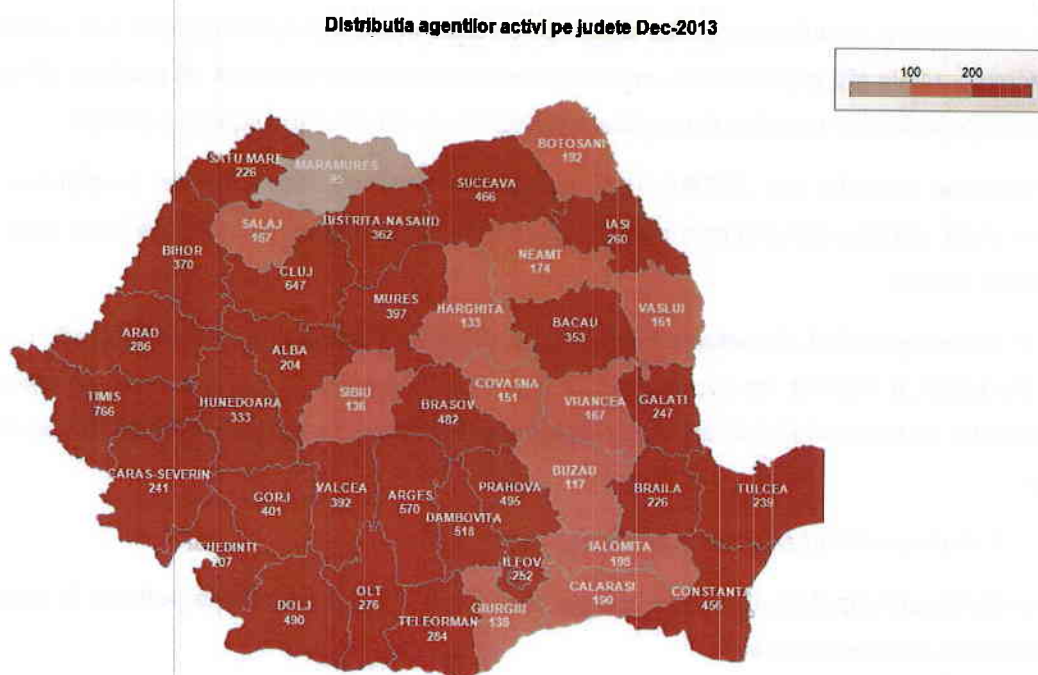 Distributia agentilor activi pe judete Dec-2013
100 200
BOTOSANI
192
SATU MARE
226
MARAMURES
SUCEAVA
466
SALAJ
167
BISTRITA-NASAUD
362
IASI
260
BIHOR
370
NEAMT
174
CLUJ
647
MURES
397
HARGHITA
133
VASLUI
161
BACAU
353
ARAD
286
ALBA
204
TIMIS
766
HUNEDOARA
333
SIBIU
136
COVASNA
151
BRASOV
482
VRANCEA
167
GALATI
247
CARAS-SEVERIN
241
BUZAU
117
GORJ
401
VALCEA
392
ARGES
570
PRAHOVA
495
BRAILA
226
TULCEA
239
DAMBOVITA
518
EHEDINTI
207
IALOMITA
198
ILFOV
252
DOLJ
490
OLT
276
CALARASI
190
CONSTANTA
456
GIURGIU
138
TELEORMAN
284